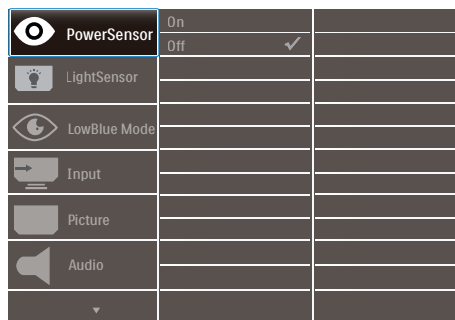 PowerSensor
On
Off
LightSensor
LowBlue Mode
Input
Picture
Audio